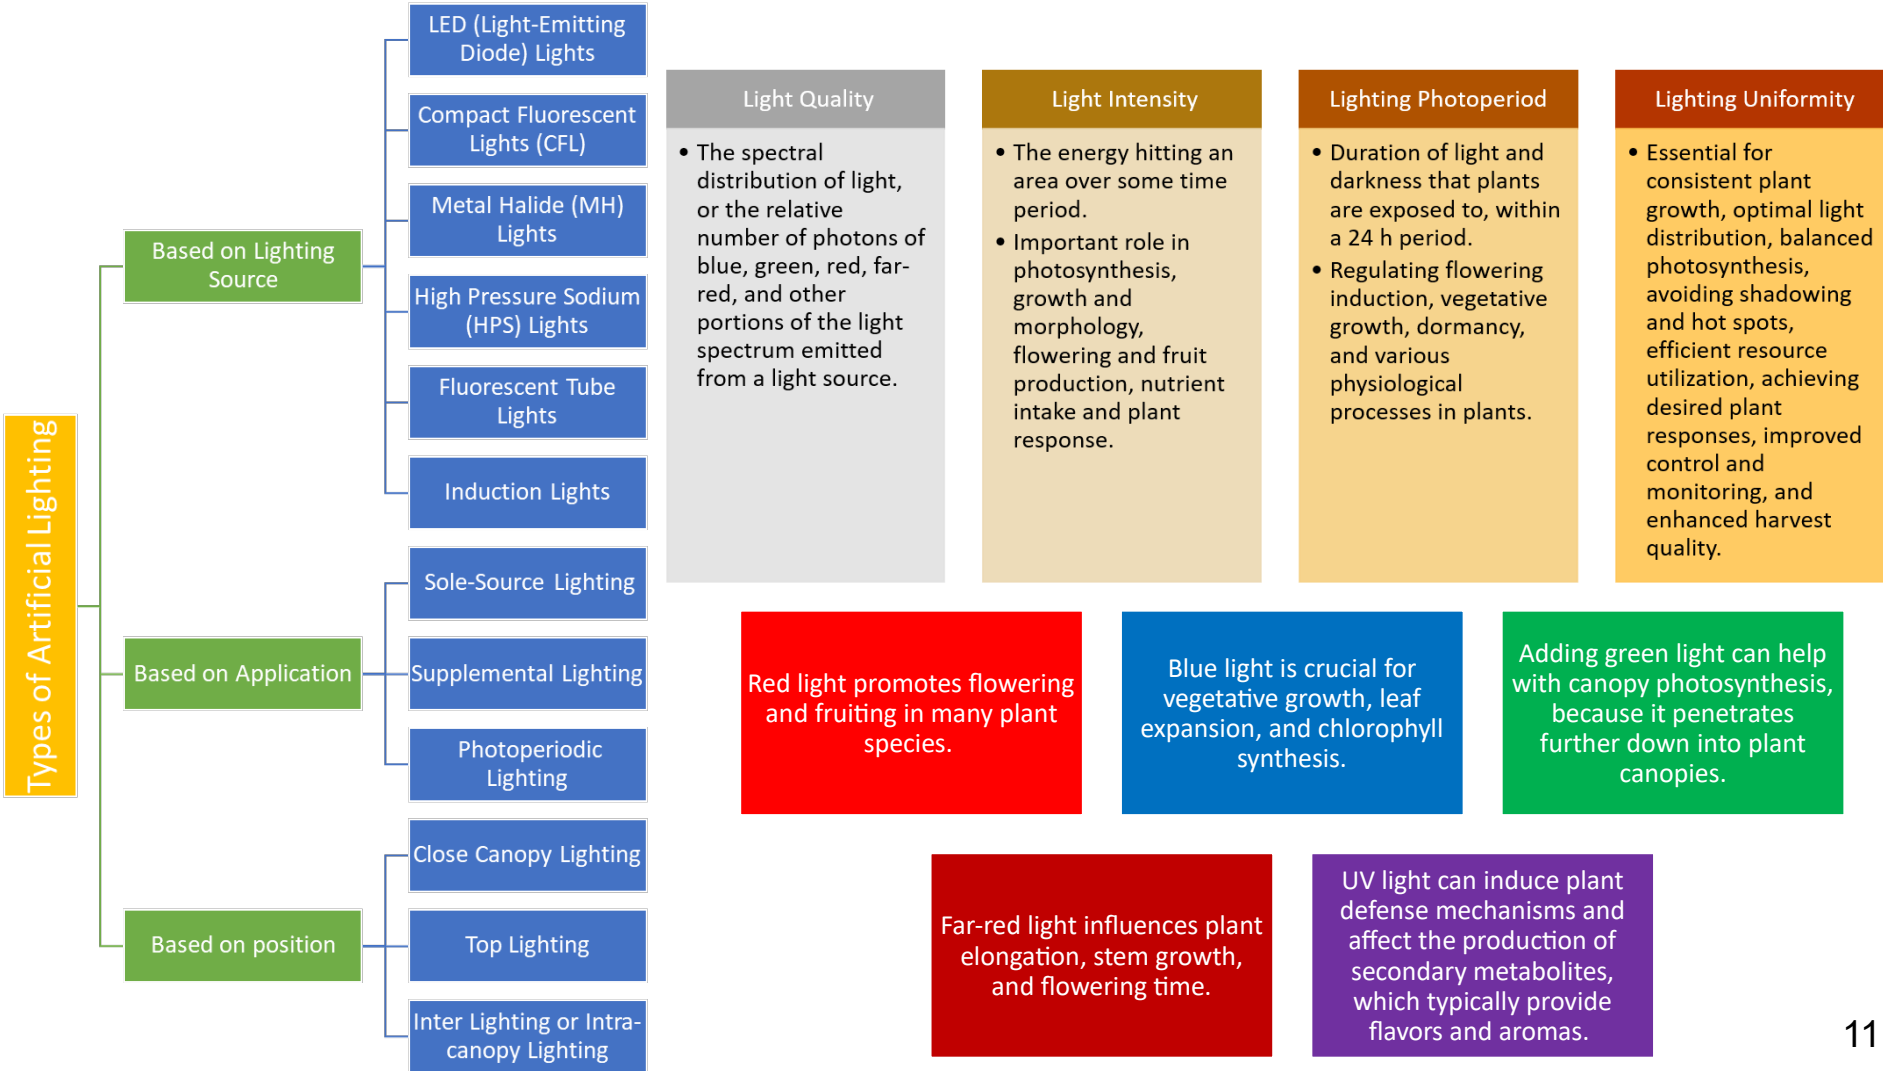 Types of Artificial Lighting
Based on Lighting
Source
LED (Light-Emitting
Diode) Lights
Compact Fluorescent
Lights (CFL)
Metal Halide (MH)
Lights
High Pressure Sodium
(HPS) Lights
Fluorescent Tube
Lights
Induction Lights
Based on Application
Sole-Source Lighting
Supplemental Lighting
Photoperiodic
Lighting
Based on position
Close Canopy Lighting
Top Lighting
Inter Lighting or Intra-
canopy Lighting
Light Quality
• The spectral
distribution of light,
or the relative
number of photons of
blue, green, red, far-
red, and other
portions of the light
spectrum emitted
from a light source.
Light Intensity
• The energy hitting an
area over some time
period.
• Important role in
photosynthesis,
growth and
morphology,
flowering and fruit
production, nutrient
intake and plant
response.
Lighting Photoperiod
• Duration of light and
darkness that plants
are exposed to, within
a 24 h period.
• Regulating flowering
induction, vegetative
growth, dormancy,
and various
physiological
processes in plants.
Lighting Uniformity
• Essential for
consistent plant
growth, optimal light
distribution, balanced
photosynthesis,
avoiding shadowing
and hot spots,
efficient resource
utilization, achieving
desired plant
responses, improved
control and
monitoring, and
enhanced harvest
quality.
Red light promotes flowering
and fruiting in many plant
species.
Blue light is crucial for
vegetative growth, leaf
expansion, and chlorophyll
synthesis.
Adding green light can help
with canopy photosynthesis,
because it penetrates
further down into plant
canopies.
Far-red light influences plant
elongation, stem growth,
and flowering time.
UV light can induce plant
defense mechanisms and
affect the production of
secondary metabolites,
which typically provide
flavors and aromas.
11